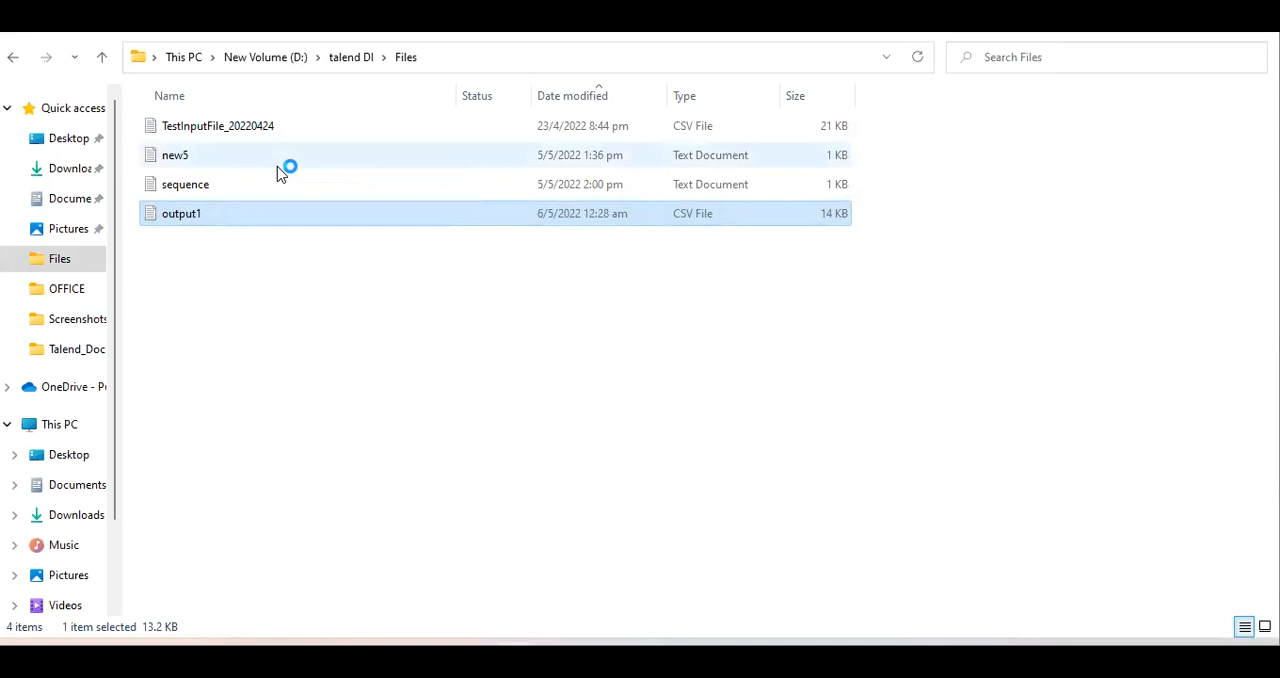 This PC > New Volume (D:) > talend DI > Files
Search Files
Name Status Date modified Type Size
TestInputFile_20220424 23/4/2022 8:44 pm CSV File 21 KB
new5 5/5/2022 1:36 pm Text Document 1 KB
sequence 5/5/2022 2:00 pm Text Document 1 KB
output1 6/5/2022 12:28 am CSV File 14 KB
Quick access
Desktop
Downloa
Docume
Pictures
Files
OFFICE
Screenshots
Talend_Doc
OneDrive - Pe
This PC
Desktop
Documents
Downloads
Music
Pictures
Videos
4 items 1 item selected 13.2 KB